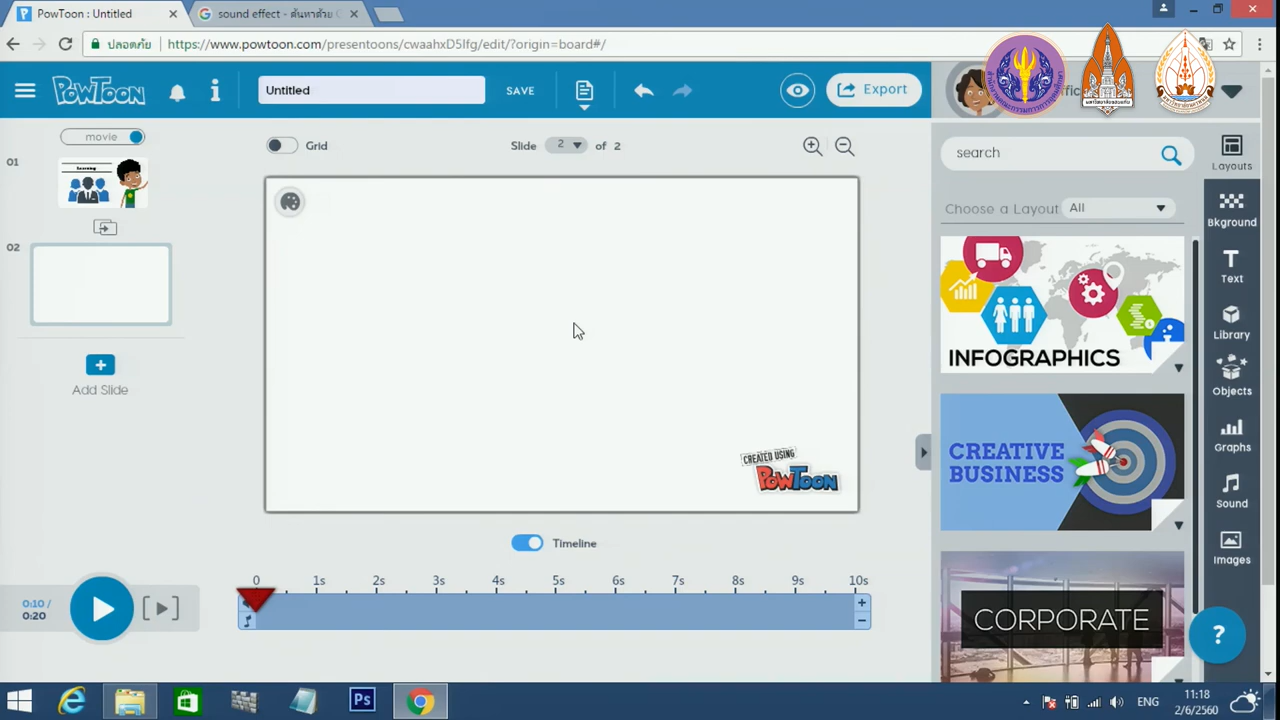 PowToon : Untitled
sound effect - ค้นหาด้วย G
ปลอดภัย
https://www.powtoon.com/presentoons/cwaahxD5lfg/edit/?origin=board#/
POWTOON
Untitled
SAVE
Export
movie
Grid
Slide 2 of 2
search
Layouts
01
Learning
Choose a Layout
All
Bkground
02
Text
INFOGRAPHICS
Library
Add Slide
Objects
CREATIVE
BUSINESS
Graphs
CREATED USING
POWTOON
Sound
Timeline
Images
0 1s 2s 3s 4s 5s 6s 7s 8s 9s 10s
0:10 /
0:20
CORPORATE
?
Ps
ENG
11:18
2/6/2560